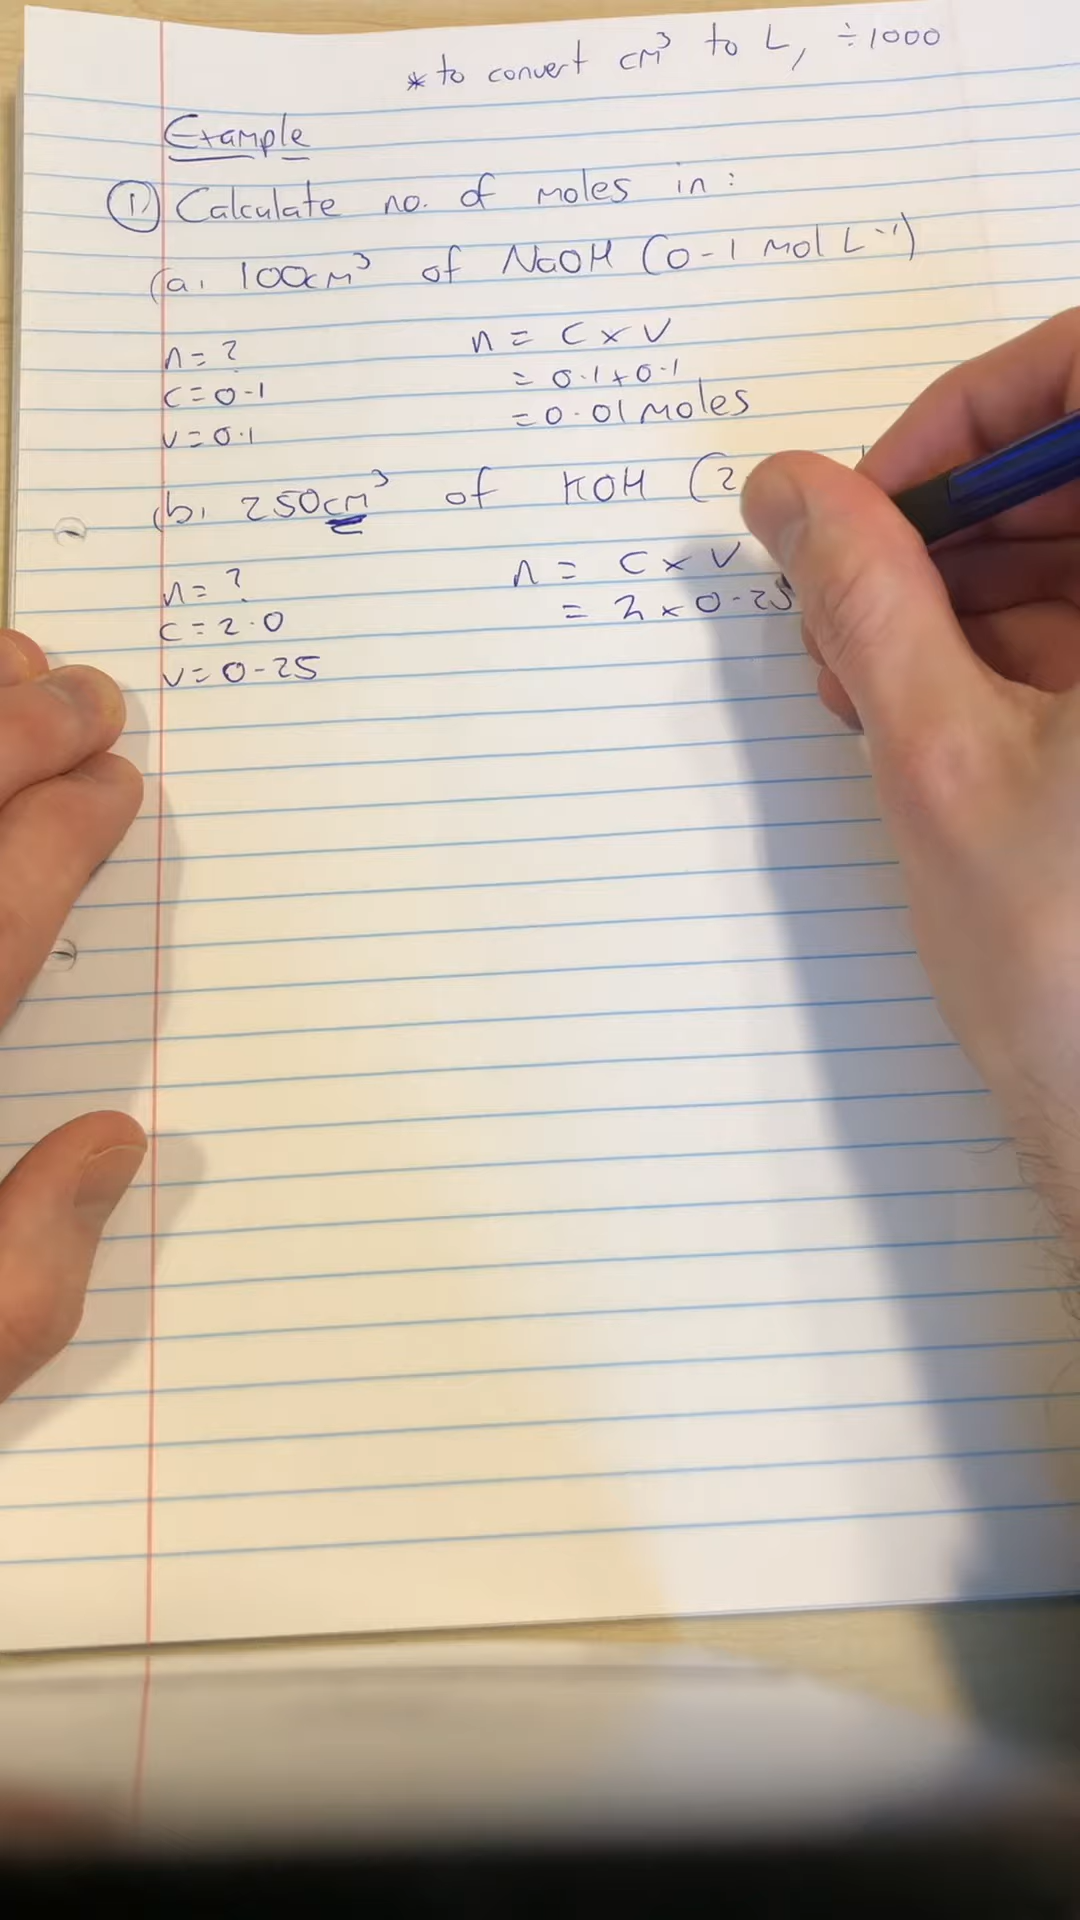 * to convert cm³ to L, ÷1000
Example
① Calculate no. of moles in:
(a. 100cm³ of NaOH (0-1 mol L⁻¹)
n = ?
n = C x V
c = 0-1
= 0.1 x 0.1
v = 0.1
= 0.01 moles
(b. 250cm³ of KOH (2
n = ?
n = C x V
c = 2.0
= 2 x 0-25
v = 0-25